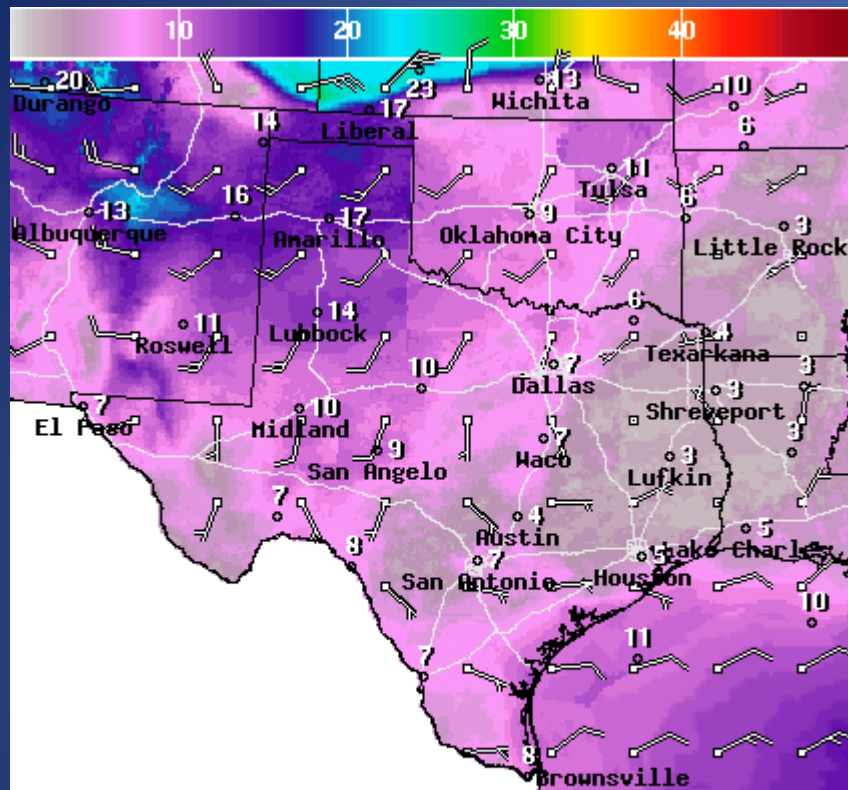 10 20 30 40
20 23 13 10
Durango Wichita
17
Liberal
14 6
11
Tulsa
13 16 17 9 6 3
Albuquerque Amarillo Oklahoma City Little Rock
11 14 6 4
Roswell Lubbock Texarkana
7
10 Dallas 3 3
7 10 Shreveport
El Paso Midland
9 7 3 3
San Angelo Waco Lufkin
7 4 5
Austin
8 7 5 Lake Charles
San Antonio Houston
10
11
7
8
Brownsville